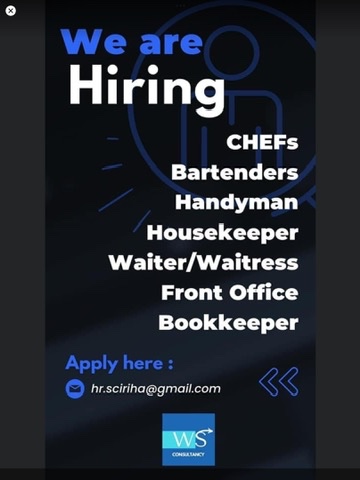 We are
Hiring
CHEFs
Bartenders
Handyman
Housekeeper
Waiter/Waitress
Front Office
Bookkeeper
Apply here :
hr.sciriha@gmail.com
WS
CONSULTANCY